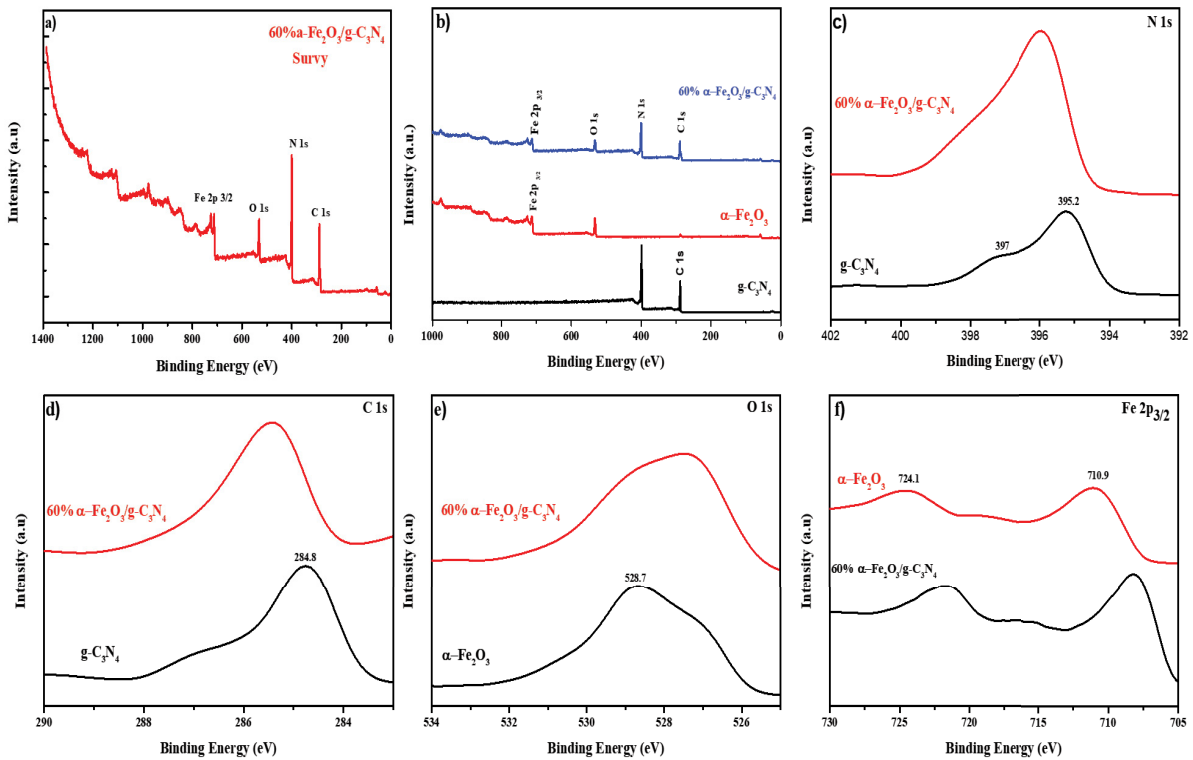 a)
60%a-Fe₂O₃/g-C₃N₄
Survy
N 1s
C 1s
O 1s
Fe 2p 3/2
Intensity (a.u)
1400 1200 1000 800 600 400 200 0
Binding Energy (eV)
b)
60% α–Fe₂O₃/g-C₃N₄
Fe 2p 3/2
O 1s
N 1s
C 1s
Fe 2p 3/2
α–Fe₂O₃
C 1s
g-C₃N₄
Intensity (a.u.)
1000 800 600 400 200 0
Binding Energy (eV)
c)
N 1s
60% α–Fe₂O₃/g-C₃N₄
395.2
397
g-C₃N₄
Intensity (a.u)
402 400 398 396 394 392
Binding Energy (eV)
d)
C 1s
60% α–Fe₂O₃/g-C₃N₄
284.8
g-C₃N₄
Intensity (a.u)
290 288 286 284
Binding Energy (eV)
e)
O 1s
60% α–Fe₂O₃/g-C₃N₄
528.7
α–Fe₂O₃
Intensity (a.u)
534 532 530 528 526
Binding Energy (eV)
f)
Fe 2p3/2
α–Fe₂O₃
724.1
710.9
60% α–Fe₂O₃/g-C₃N₄
Intensity (a.u)
730 725 720 715 710 705
Binding Energy (eV)